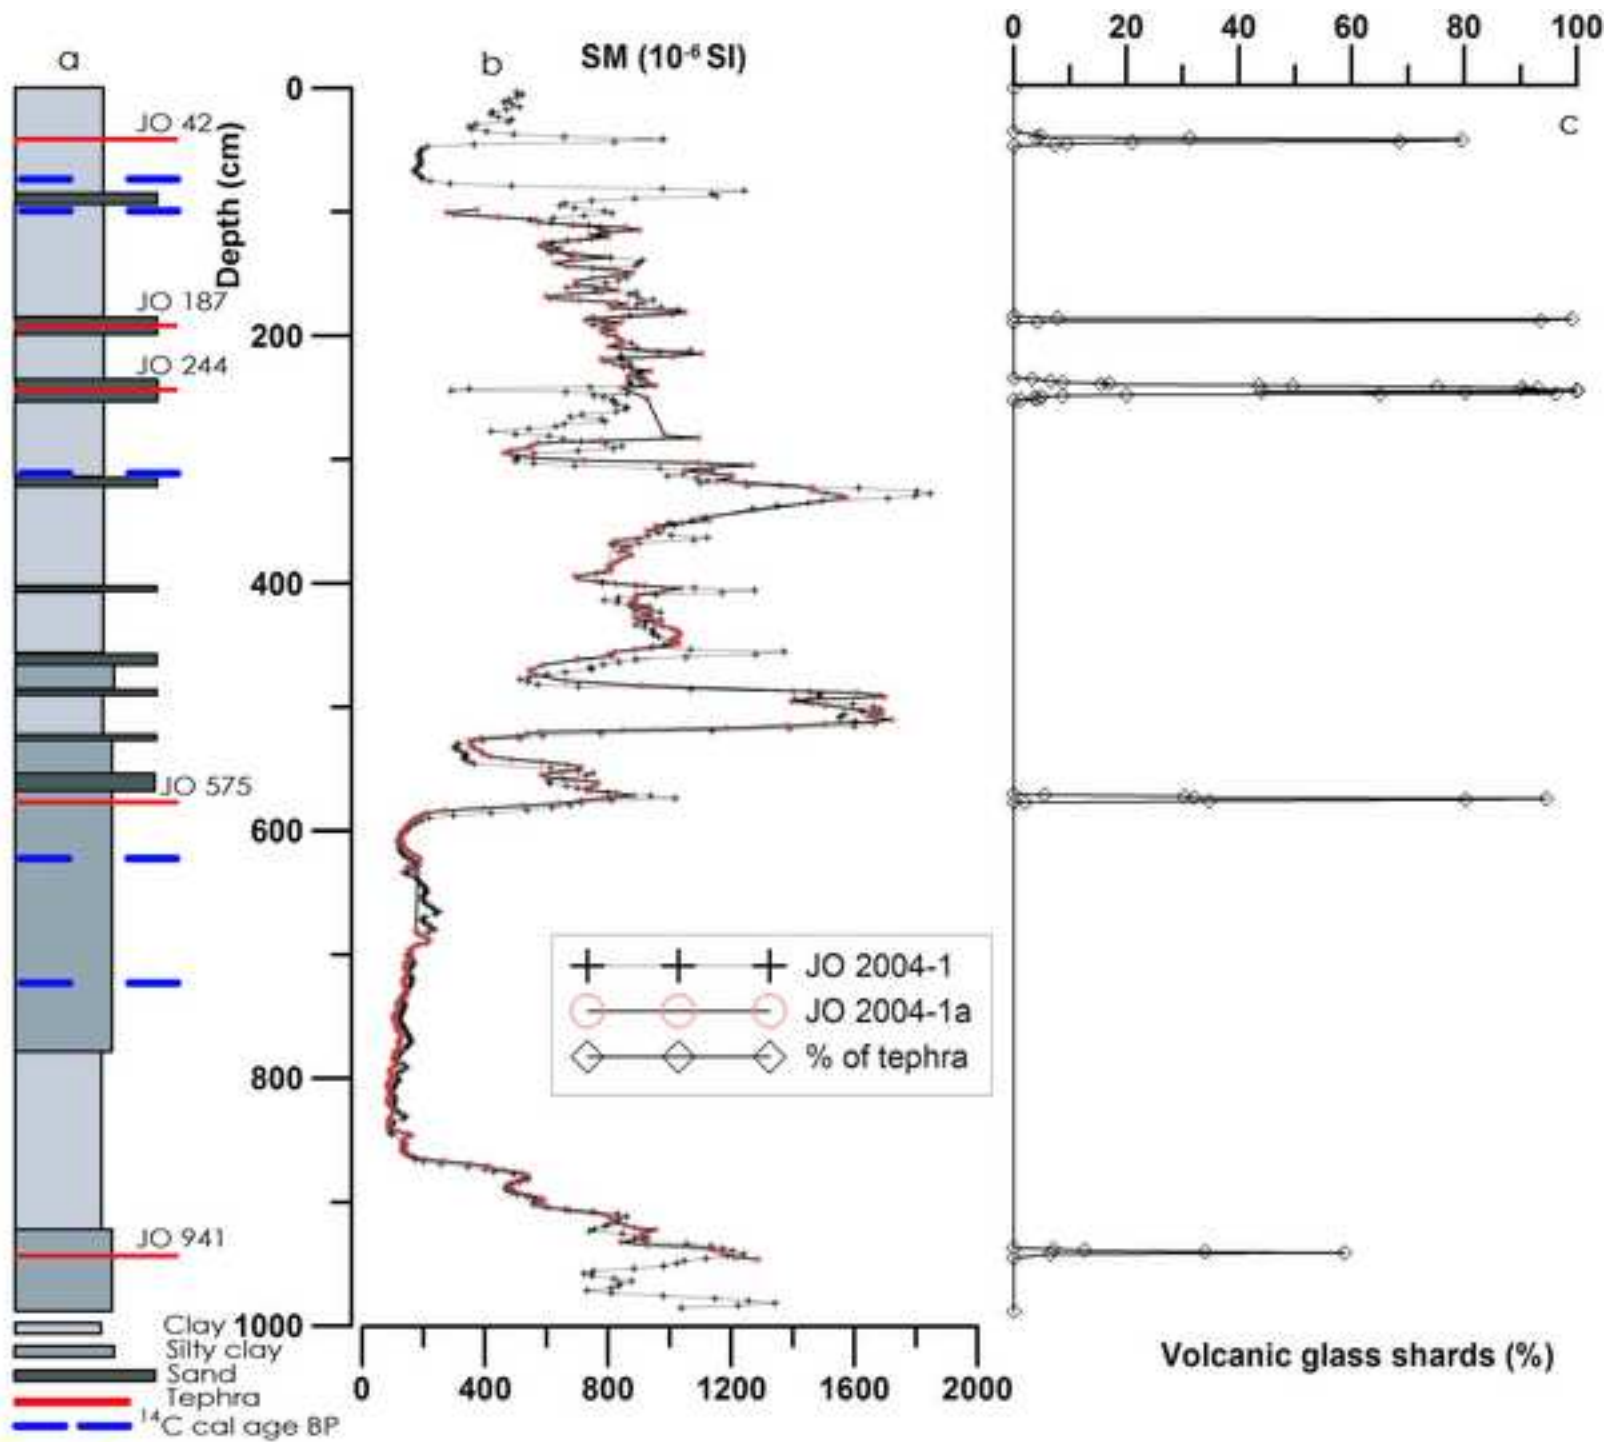 a
b
SM (10⁻⁶ SI)
0 20 40 60 80 100
c
JO 42
JO 187
JO 244
JO 575
JO 941
Depth (cm)
0
200
400
600
800
1000
JO 2004-1
JO 2004-1a
% of tephra
Clay
Silty clay
Sand
Tephra
¹⁴C cal age BP
0 400 800 1200 1600 2000
Volcanic glass shards (%)